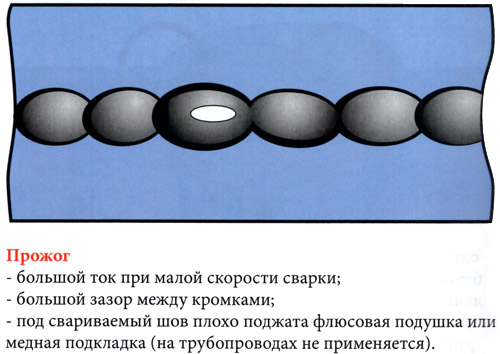 Прожог
- большой ток при малой скорости сварки;
- большой зазор между кромками;
- под свариваемый шов плохо поджата флюсовая подушка или
медная подкладка (на трубопроводах не применяется).